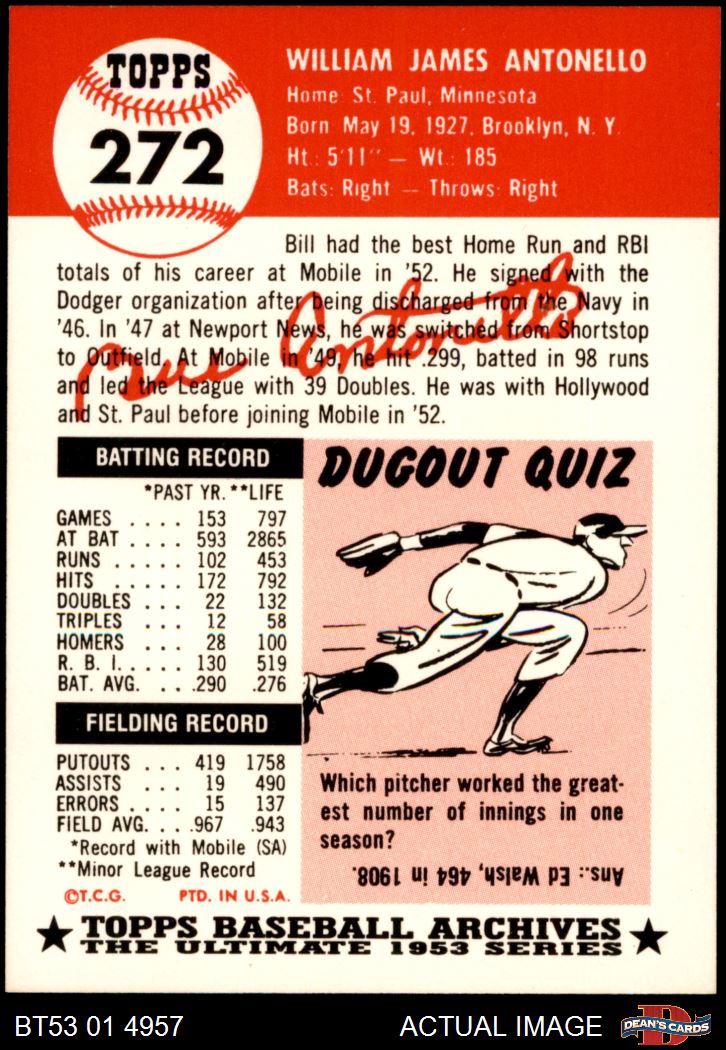 TOPPS
272
WILLIAM JAMES ANTONELLO
Home St. Paul, Minnesota
Born May 19, 1927, Brooklyn, N. Y.
Ht.: 5'11" — Wt.: 185
Bats: Right — Throws: Right
Bill had the best Home Run and RBI
totals of his career at Mobile in '52. He signed with the
Dodger organization after being discharged from the Navy in
'46. In '47 at Newport News, he was switched from Shortstop
to Outfield. At Mobile in '49, he hit .299, batted in 98 runs
and led the League with 39 Doubles. He was with Hollywood
and St. Paul before joining Mobile in '52.
Antonello
BATTING RECORD
*PAST YR. **LIFE
GAMES . . . . 153 797
AT BAT . . . . 593 2865
RUNS . . . . . 102 453
HITS . . . . . 172 792
DOUBLES . . . 22 132
TRIPLES . . . 12 58
HOMERS . . . 28 100
R. B. I. . . . . 130 519
BAT. AVG. . . .290 .276
FIELDING RECORD
PUTOUTS . . . 419 1758
ASSISTS . . . 19 490
ERRORS . . . . 15 137
FIELD AVG. . . .967 .943
*Record with Mobile (SA)
**Minor League Record
©T.C.G. PTD. IN U.S.A.
DUGOUT QUIZ
Which pitcher worked the great-
est number of innings in one
season?
Ans.: Ed Walsh, 464 in 1908.
TOPPS BASEBALL ARCHIVES
THE ULTIMATE 1953 SERIES
BT53 01 4957 ACTUAL IMAGE
DEAN'S CARDS